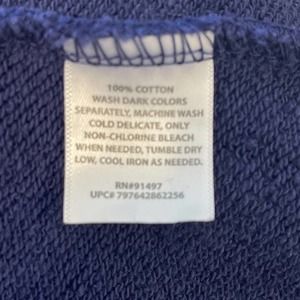 100% COTTON
WASH DARK COLORS
SEPARATELY, MACHINE WASH
COLD DELICATE, ONLY
NON-CHLORINE BLEACH
WHEN NEEDED, TUMBLE DRY
LOW, COOL IRON AS NEEDED.
RN#91497
UPC# 797642862256